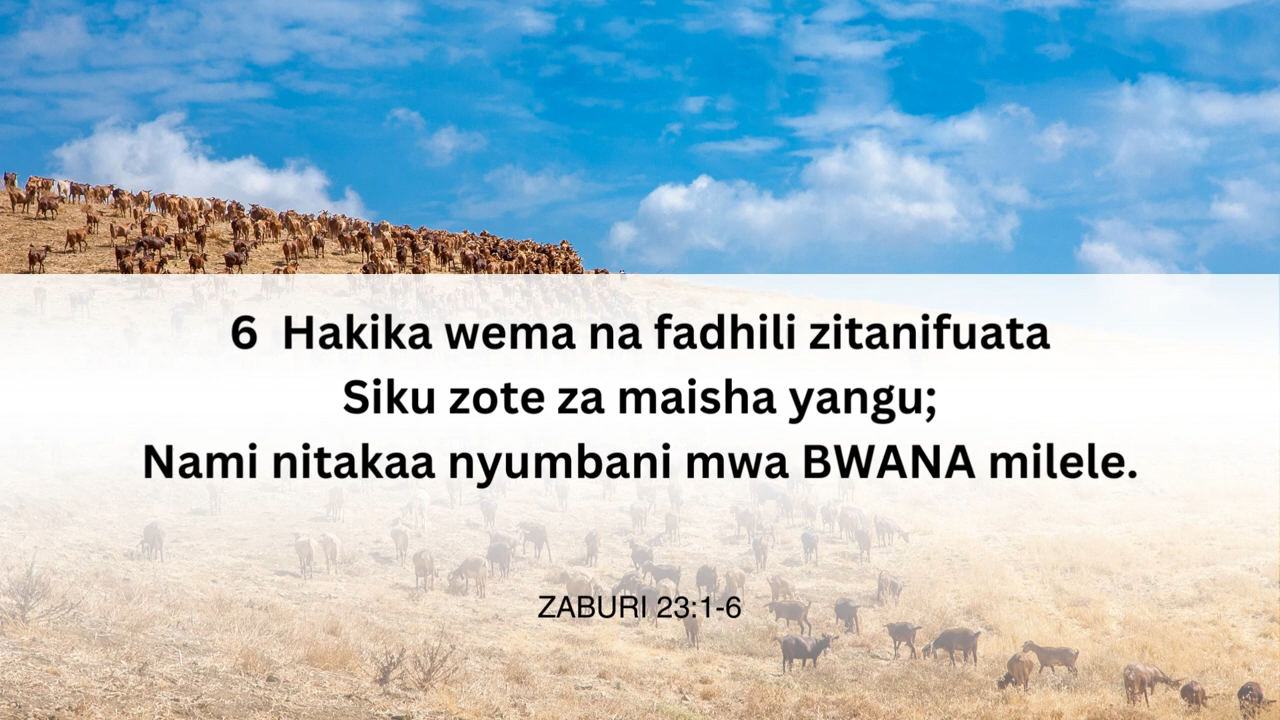 6 Hakika wema na fadhili zitanifuata
Siku zote za maisha yangu;
Nami nitakaa nyumbani mwa BWANA milele.
ZABURI 23:1-6